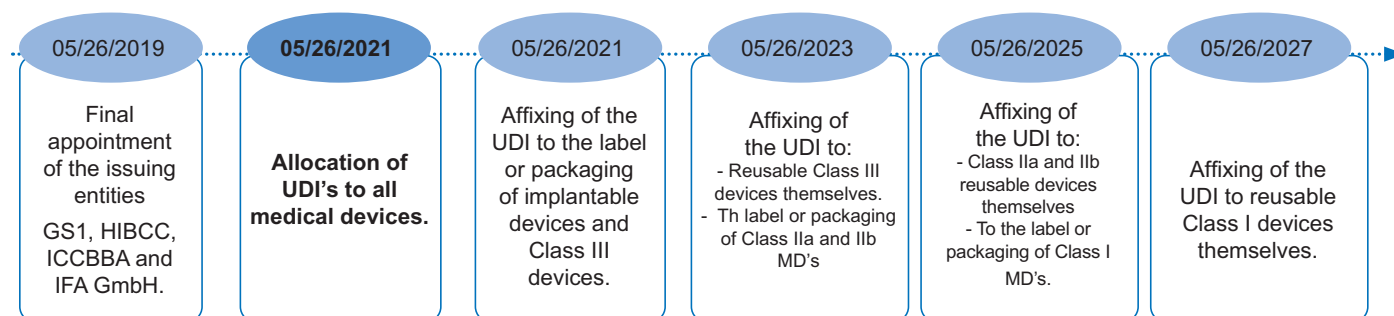 05/26/2019
Final
appointment
of the issuing
entities
GS1, HIBCC,
ICCBBA and
IFA GmbH.
05/26/2021
Allocation of
UDI's to all
medical devices.
05/26/2021
Affixing of the
UDI to the label
or packaging
of implantable
devices and
Class III
devices.
05/26/2023
Affixing of
the UDI to:
- Reusable Class III
devices themselves.
- Th label or packaging
of Class IIa and IIb
MD's
05/26/2025
Affixing of
the UDI to:
- Class IIa and IIb
reusable devices
themselves
- To the label or
packaging of Class I
MD's.
05/26/2027
Affixing of the
UDI to reusable
Class I devices
themselves.